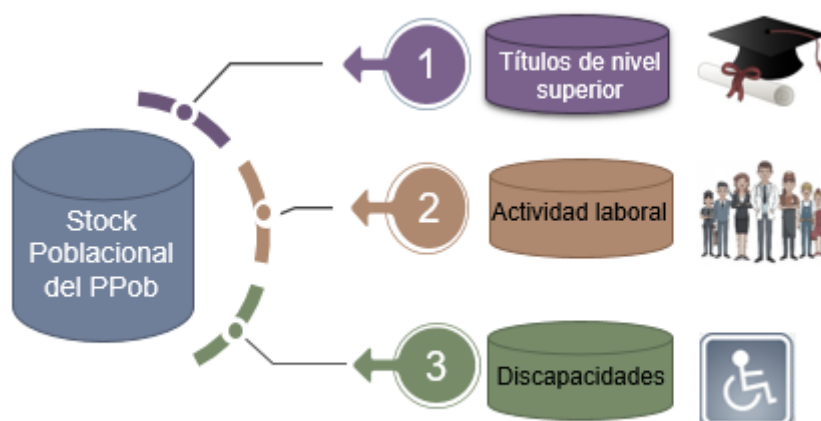 1
Títulos de nivel
superior
Stock
Poblacional
del PPob
2
Actividad laboral
3
Discapacidades